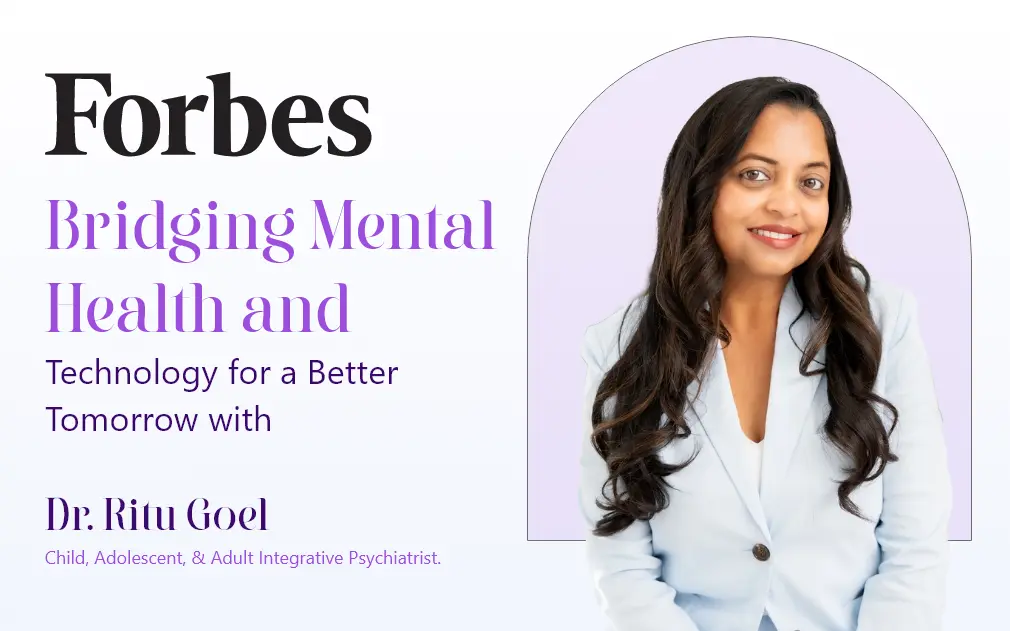 Forbes
Bridging Mental
Health and
Technology for a Better
Tomorrow with
Dr. Ritu Goel
Child, Adolescent, & Adult Integrative Psychiatrist.